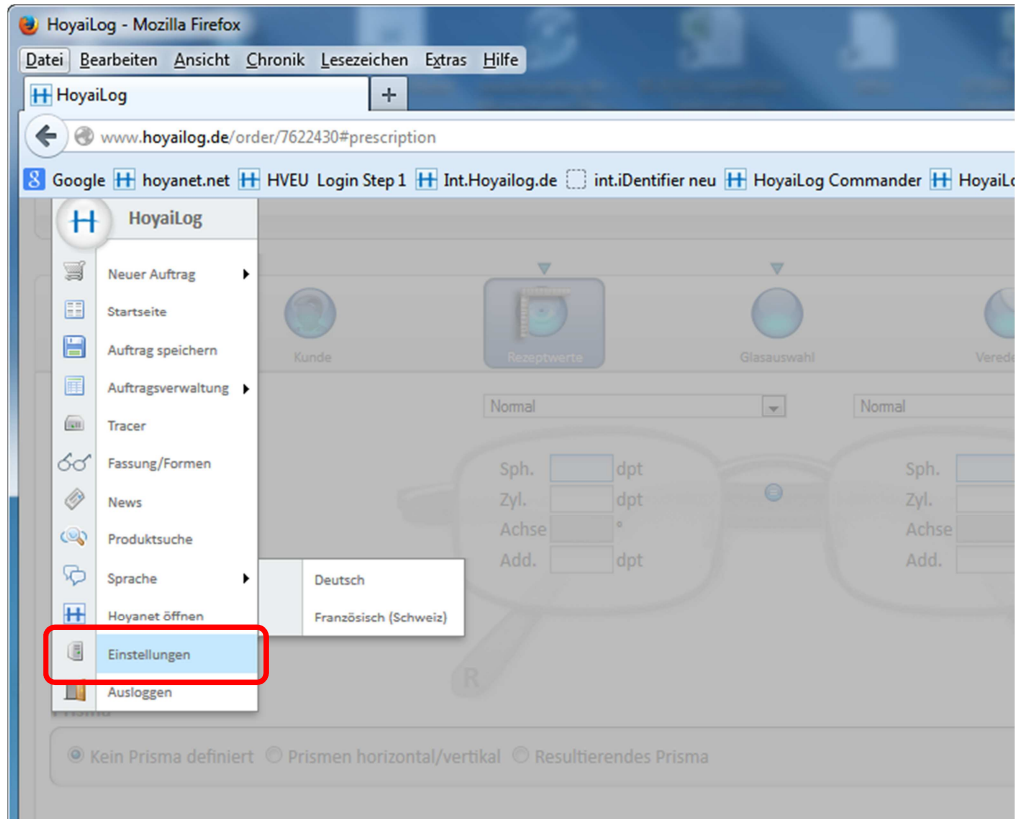 HoyaiLog - Mozilla Firefox
Datei Bearbeiten Ansicht Chronik Lesezeichen Extras Hilfe
HoyaiLog
www.hoyailog.de/order/7622430#prescription
Google hoyanet.net HVEU Login Step 1 Int.Hoyailog.de int.iDentifier neu HoyaiLog Commander HoyaiLo
HoyaiLog
Neuer Auftrag
Startseite
Auftrag speichern
Auftragsverwaltung
Tracer
Fassung/Formen
News
Produktsuche
Sprache
Hoyanet öffnen
Einstellungen
Ausloggen
Deutsch
Französisch (Schweiz)
Kunde
Rezeptwerte
Glasauswahl
Verede
Normal
Normal
Sph. dpt
Zyl. dpt
Achse °
Add. dpt
Sph.
Zyl.
Achse
Add.
R
Prisma
Kein Prisma definiert Prismen horizontal/vertikal Resultierendes Prisma